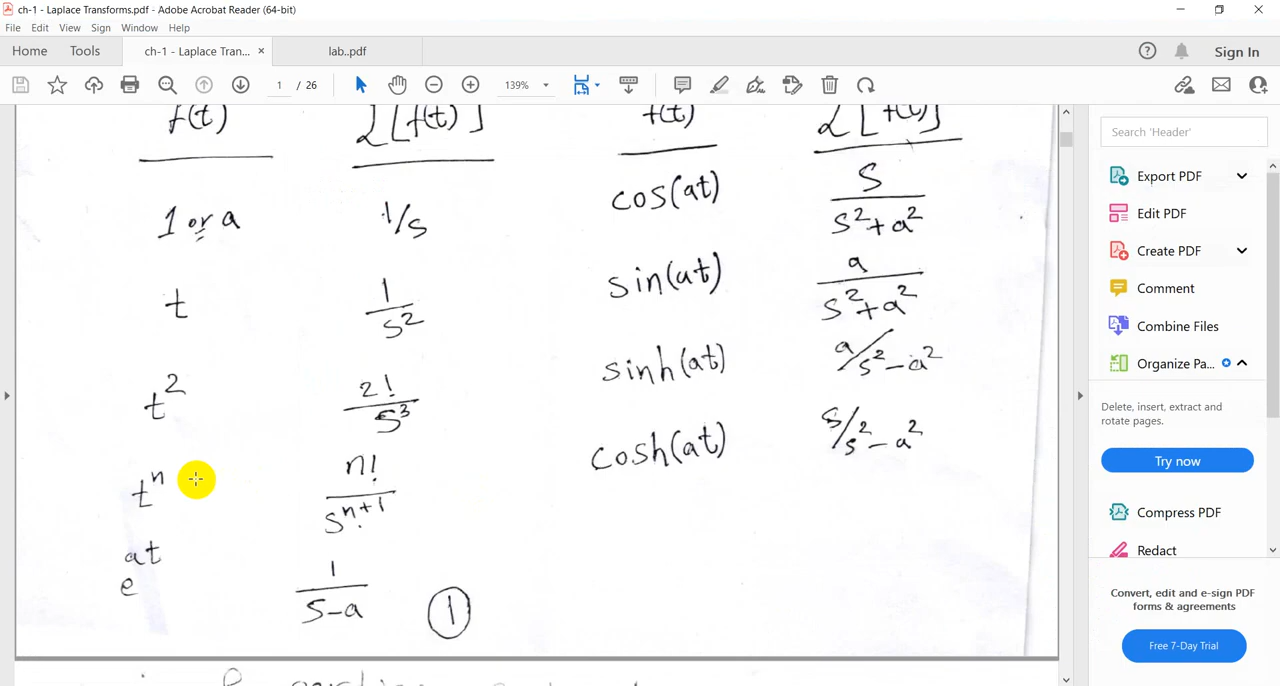 ch-1 - Laplace Transforms.pdf - Adobe Acrobat Reader (64-bit)
File Edit View Sign Window Help
Home Tools ch-1 - Laplace Tran... × lab..pdf Sign In
1 / 26 139%
f(t) L[f(t)] f(t) L[f(t)]
1 or a 1/s cos(at) s/(s²+a²)
t 1/s² sin(at) a/(s²+a²)
t² 2!/s³ sinh(at) a/s²-a²
tⁿ n!/sⁿ⁺¹ cosh(at) s/s²-a²
e^at 1/(s-a) ①
Search 'Header'
Export PDF
Edit PDF
Create PDF
Comment
Combine Files
Organize Pa...
Delete, insert, extract and
rotate pages.
Try now
Compress PDF
Redact
Convert, edit and e-sign PDF
forms & agreements
Free 7-Day Trial